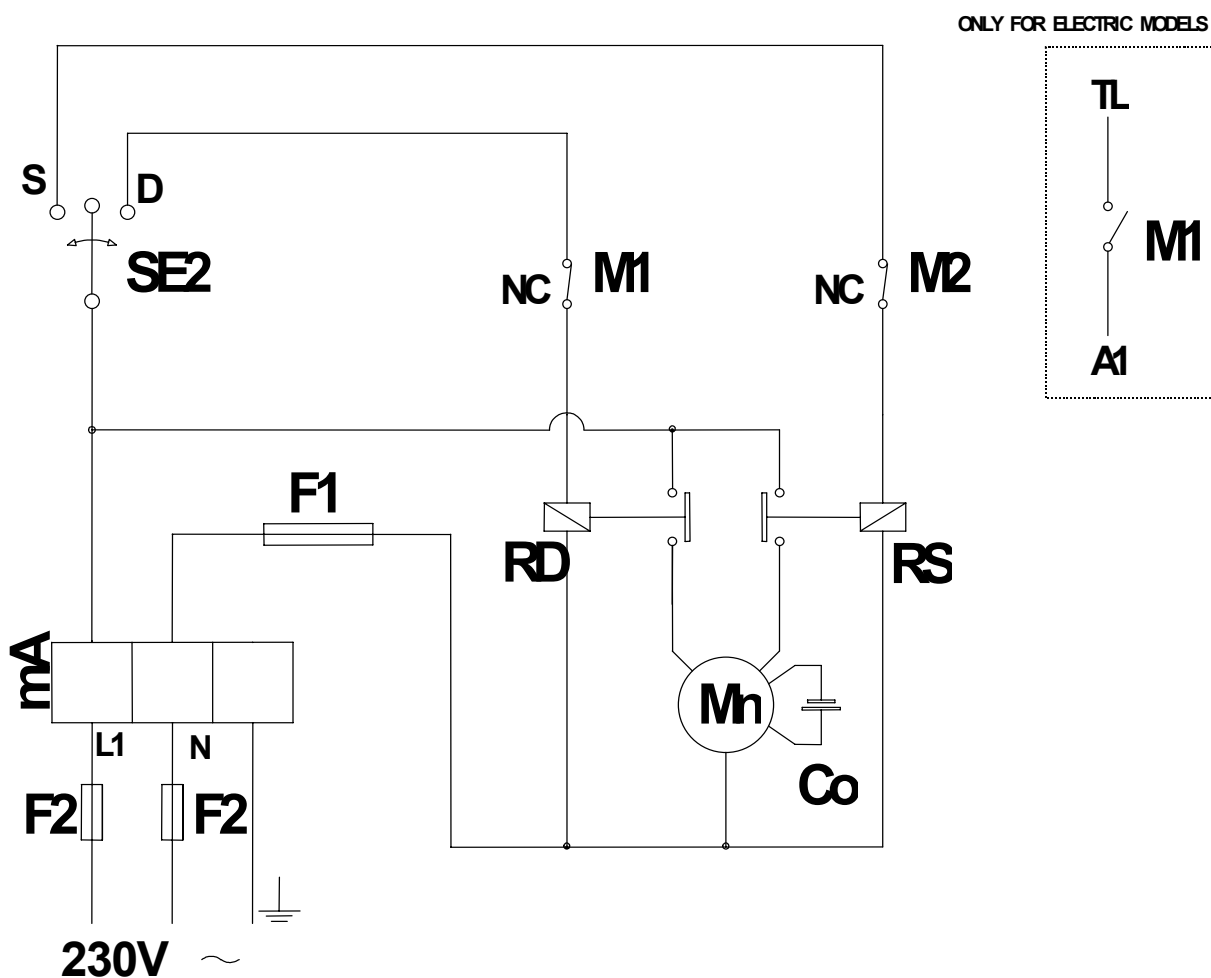 ONLY FOR ELECTRIC MODELS
TL
S
D
SE2
NC
M1
NC
M2
M1
A1
F1
RD
RS
mA
Mn
L1
N
Co
F2
F2
230V ~